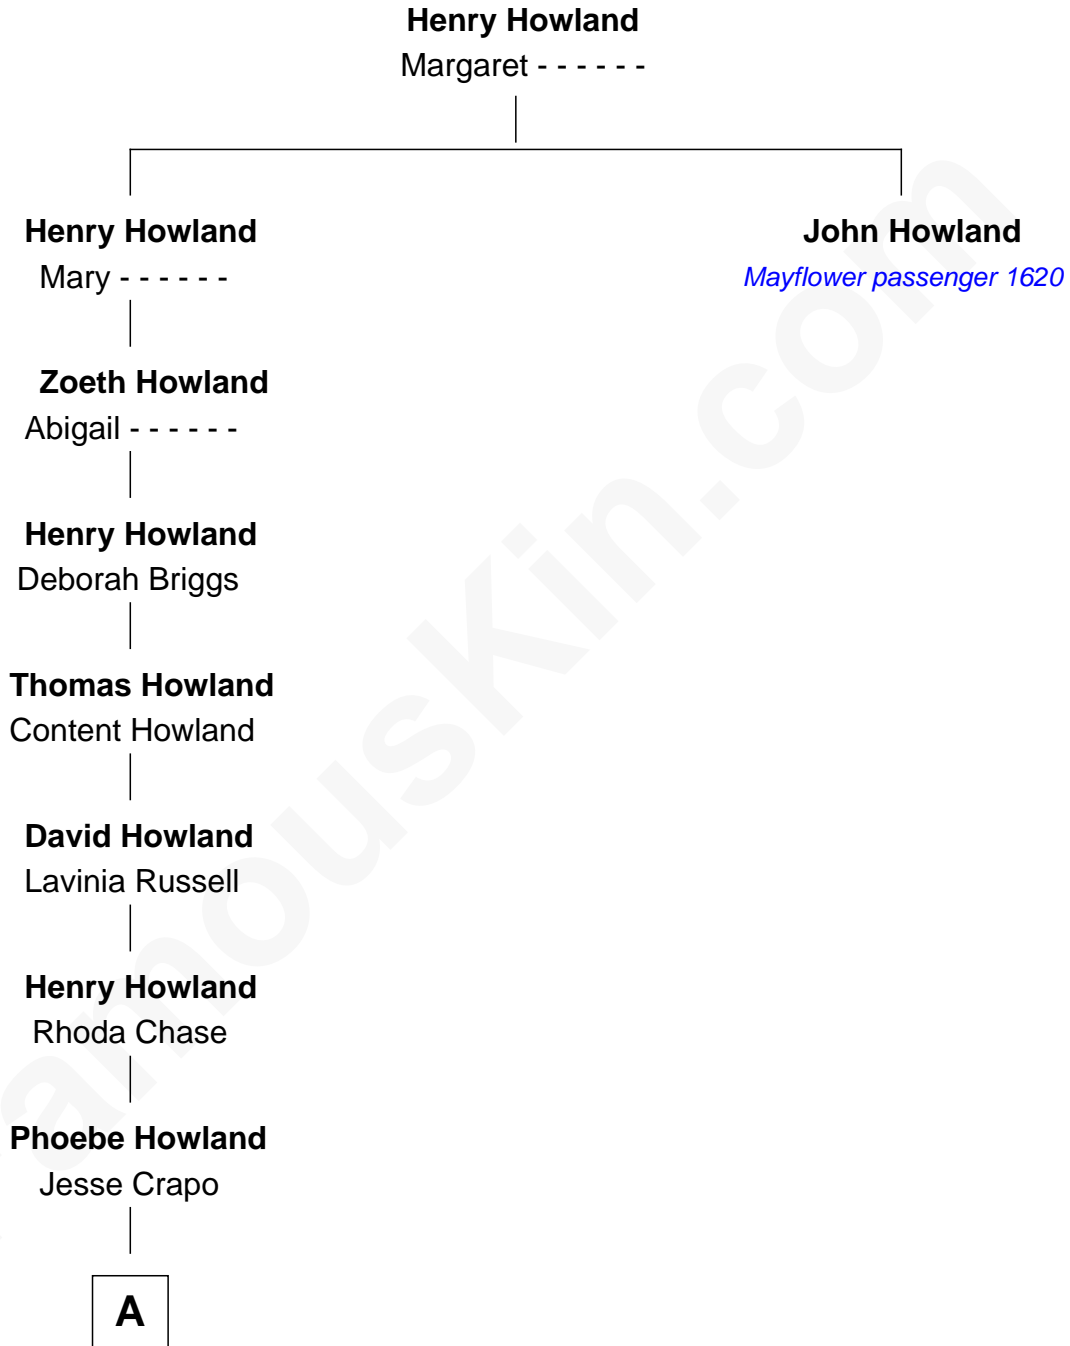 Henry Howland
Margaret - - - - - -
Henry Howland
Mary - - - - - -
John Howland
Mayflower passenger 1620
Zoeth Howland
Abigail - - - - - -
Henry Howland
Deborah Briggs
Thomas Howland
Content Howland
David Howland
Lavinia Russell
Henry Howland
Rhoda Chase
Phoebe Howland
Jesse Crapo
A
amousKin.com